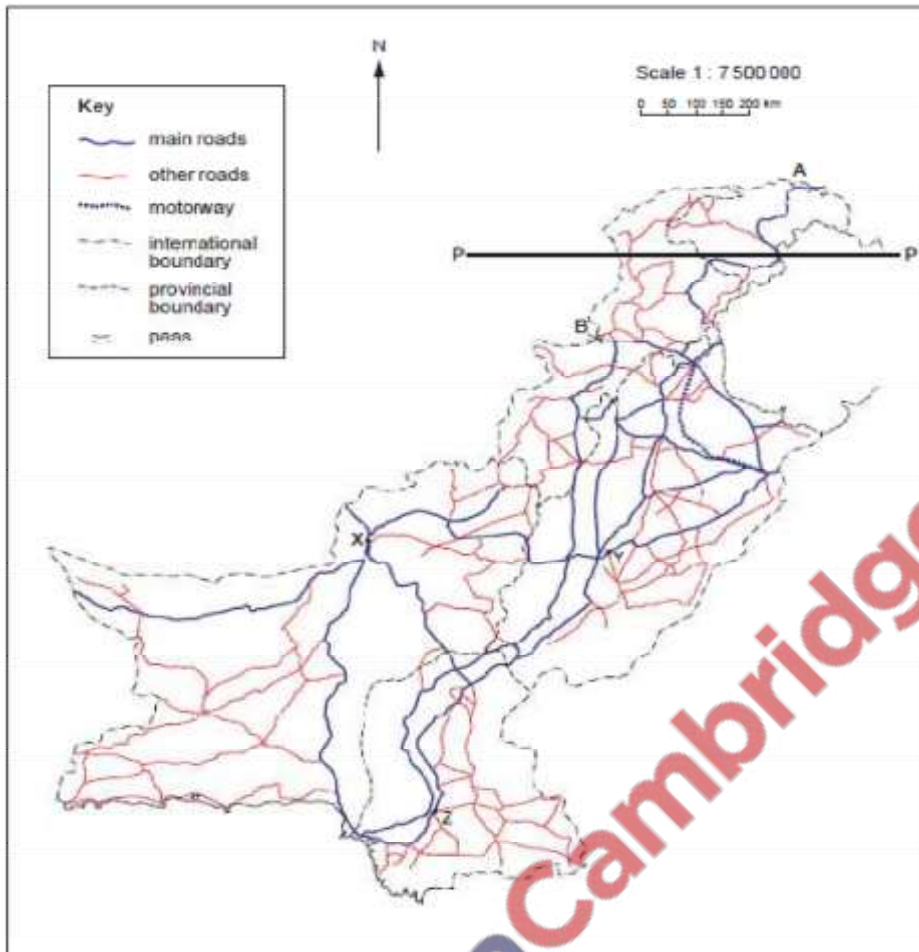 N
Scale 1 : 7 500 000
0 50 100 150 200 km
Key
main roads
other roads
motorway
international
boundary
provincial
boundary
pass
A
P P
B
X
Y
Z
Cambridge